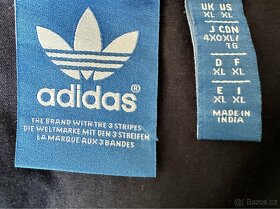 adidas®
THE BRAND WITH THE 3 STRIPES
DIE WELTMARKE MIT DEN 3 STREIFEN
LA MARQUE AUX 3 BANDES
UK US
XL XL
J CDN
4XO XL/
TG
D F
XL XL
E I
XL XL
MADE IN
INDIA
Bazoš.cz